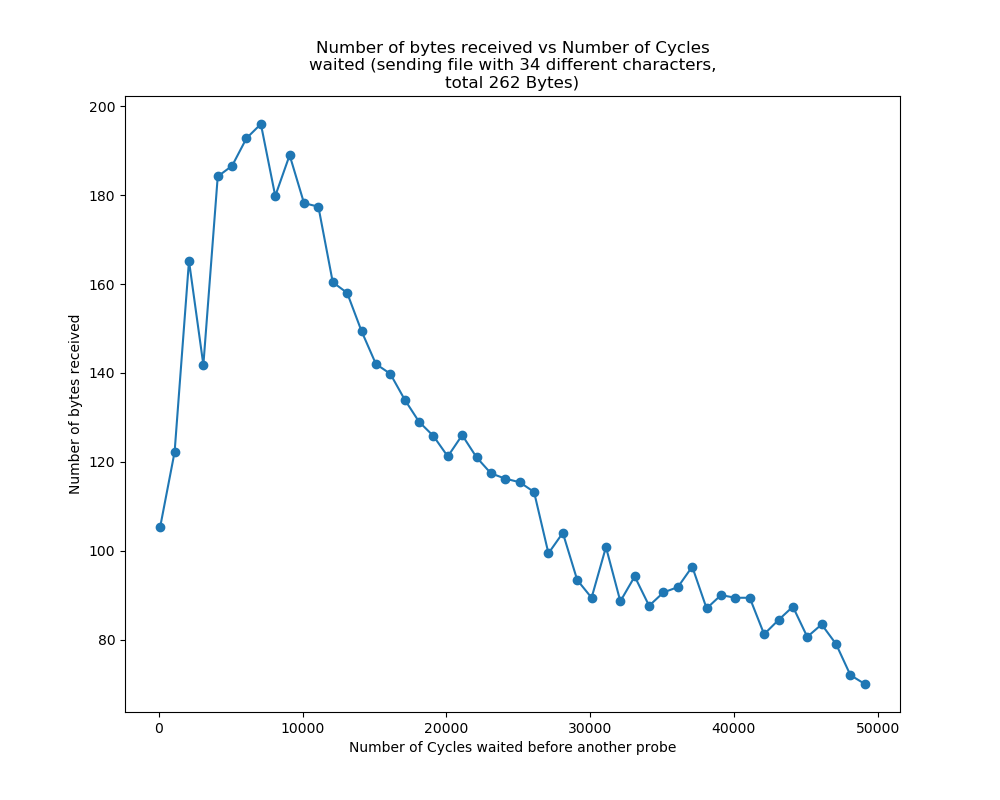 Number of bytes received vs Number of Cycles
waited (sending file with 34 different characters,
total 262 Bytes)
200
180
160
140
120
100
80
Number of bytes received
0
10000
20000
30000
40000
50000
Number of Cycles waited before another probe